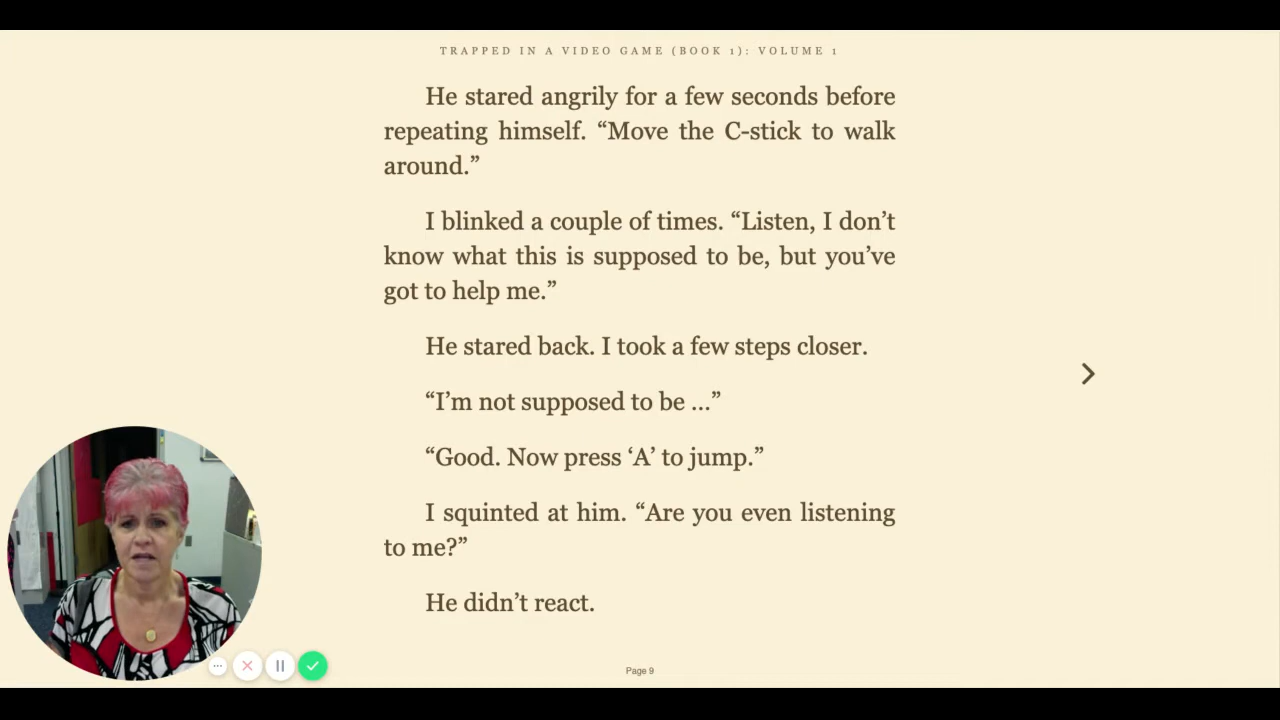 TRAPPED IN A VIDEO GAME (BOOK 1): VOLUME 1
He stared angrily for a few seconds before
repeating himself. “Move the C-stick to walk
around.”
I blinked a couple of times. “Listen, I don’t
know what this is supposed to be, but you’ve
got to help me.”
He stared back. I took a few steps closer.
“I’m not supposed to be ...”
“Good. Now press ‘A’ to jump.”
I squinted at him. “Are you even listening
to me?”
He didn’t react.
Page 9